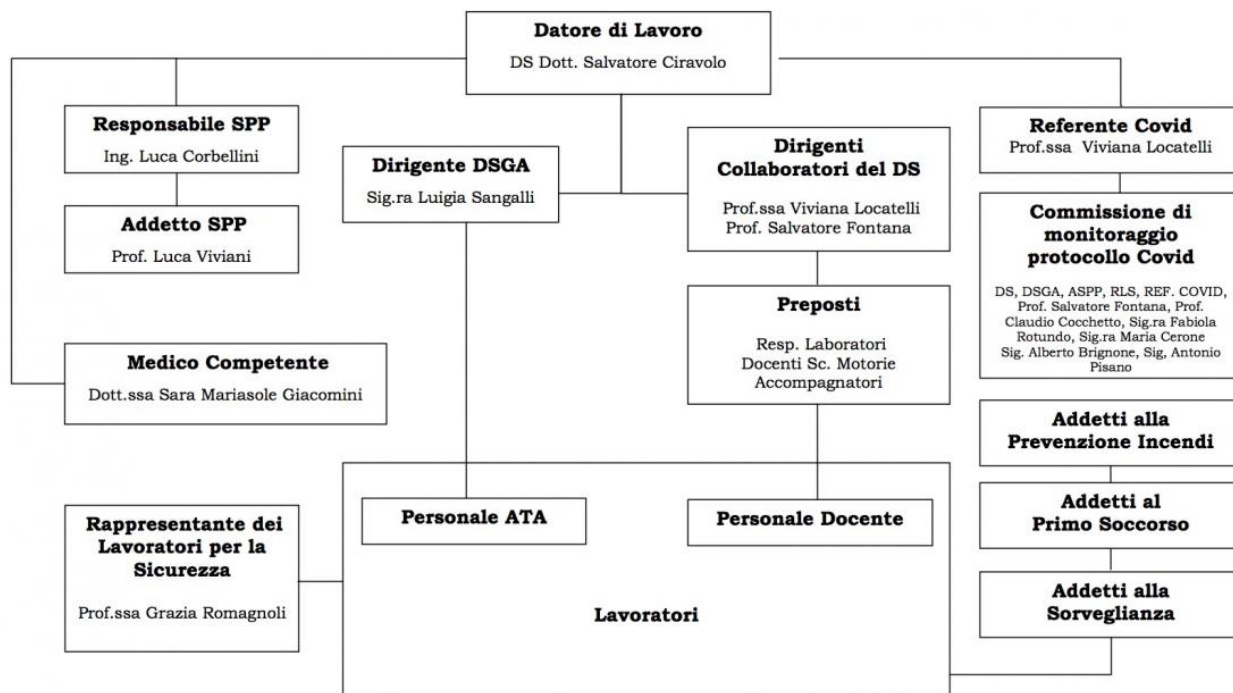 Datore di Lavoro
DS Dott. Salvatore Ciravolo
Responsabile SPP
Ing. Luca Corbellini
Addetto SPP
Prof. Luca Viviani
Medico Competente
Dott.ssa Sara Mariasole Giacomini
Dirigente DSGA
Sig.ra Luigia Sangalli
Dirigenti
Collaboratori del DS
Prof.ssa Viviana Locatelli
Prof. Salvatore Fontana
Preposti
Resp. Laboratori
Docenti Sc. Motorie
Accompagnatori
Referente Covid
Prof.ssa Viviana Locatelli
Commissione di
monitoraggio
protocollo Covid
DS, DSGA, ASPP, RLS, REF. COVID,
Prof. Salvatore Fontana, Prof.
Claudio Cocchetto, Sig.ra Fabiola
Rotundo, Sig.ra Maria Cerone
Sig. Alberto Brignone, Sig, Antonio
Pisano
Addetti alla
Prevenzione Incendi
Addetti al
Primo Soccorso
Addetti alla
Sorveglianza
Rappresentante dei
Lavoratori per la
Sicurezza
Prof.ssa Grazia Romagnoli
Personale ATA
Personale Docente
Lavoratori